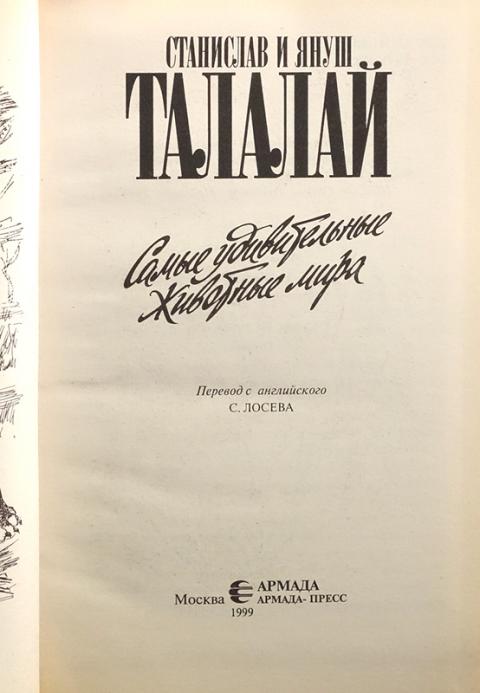 СТАНИСЛАВ И ЯНУШ
ТАЛАЛАЙ
Самые удивительные
животные мира
Перевод с английского
С. ЛОСЕВА
Москва АРМАДА
АРМАДА-ПРЕСС
1999